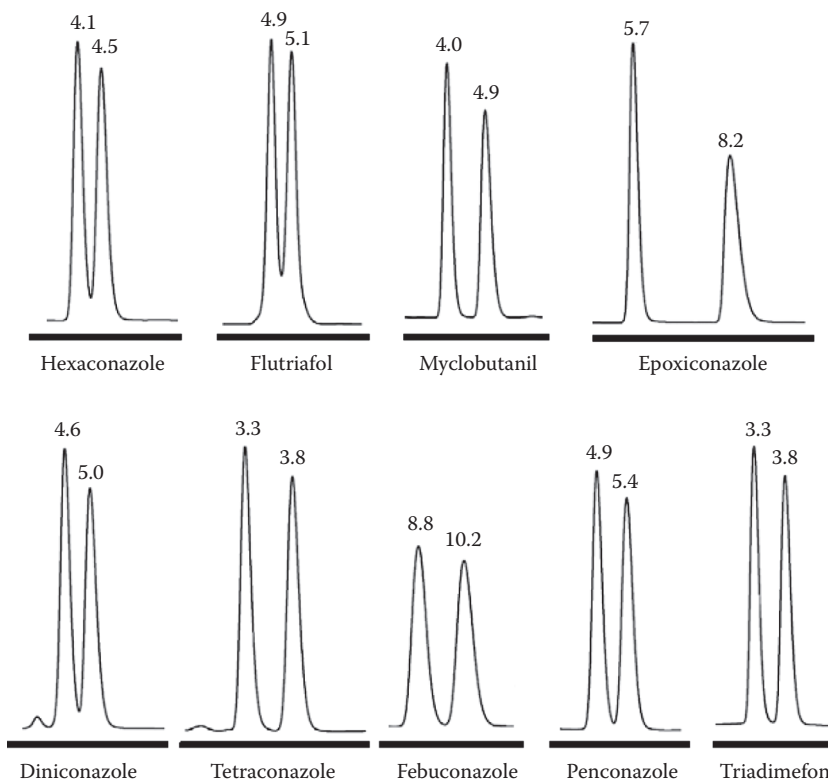 4.1
4.5
4.9
5.1
4.0
4.9
5.7
8.2
Hexaconazole
Flutriafol
Myclobutanil
Epoxiconazole
4.6
5.0
3.3
3.8
8.8
10.2
4.9
5.4
3.3
3.8
Diniconazole
Tetraconazole
Febuconazole
Penconazole
Triadimefon